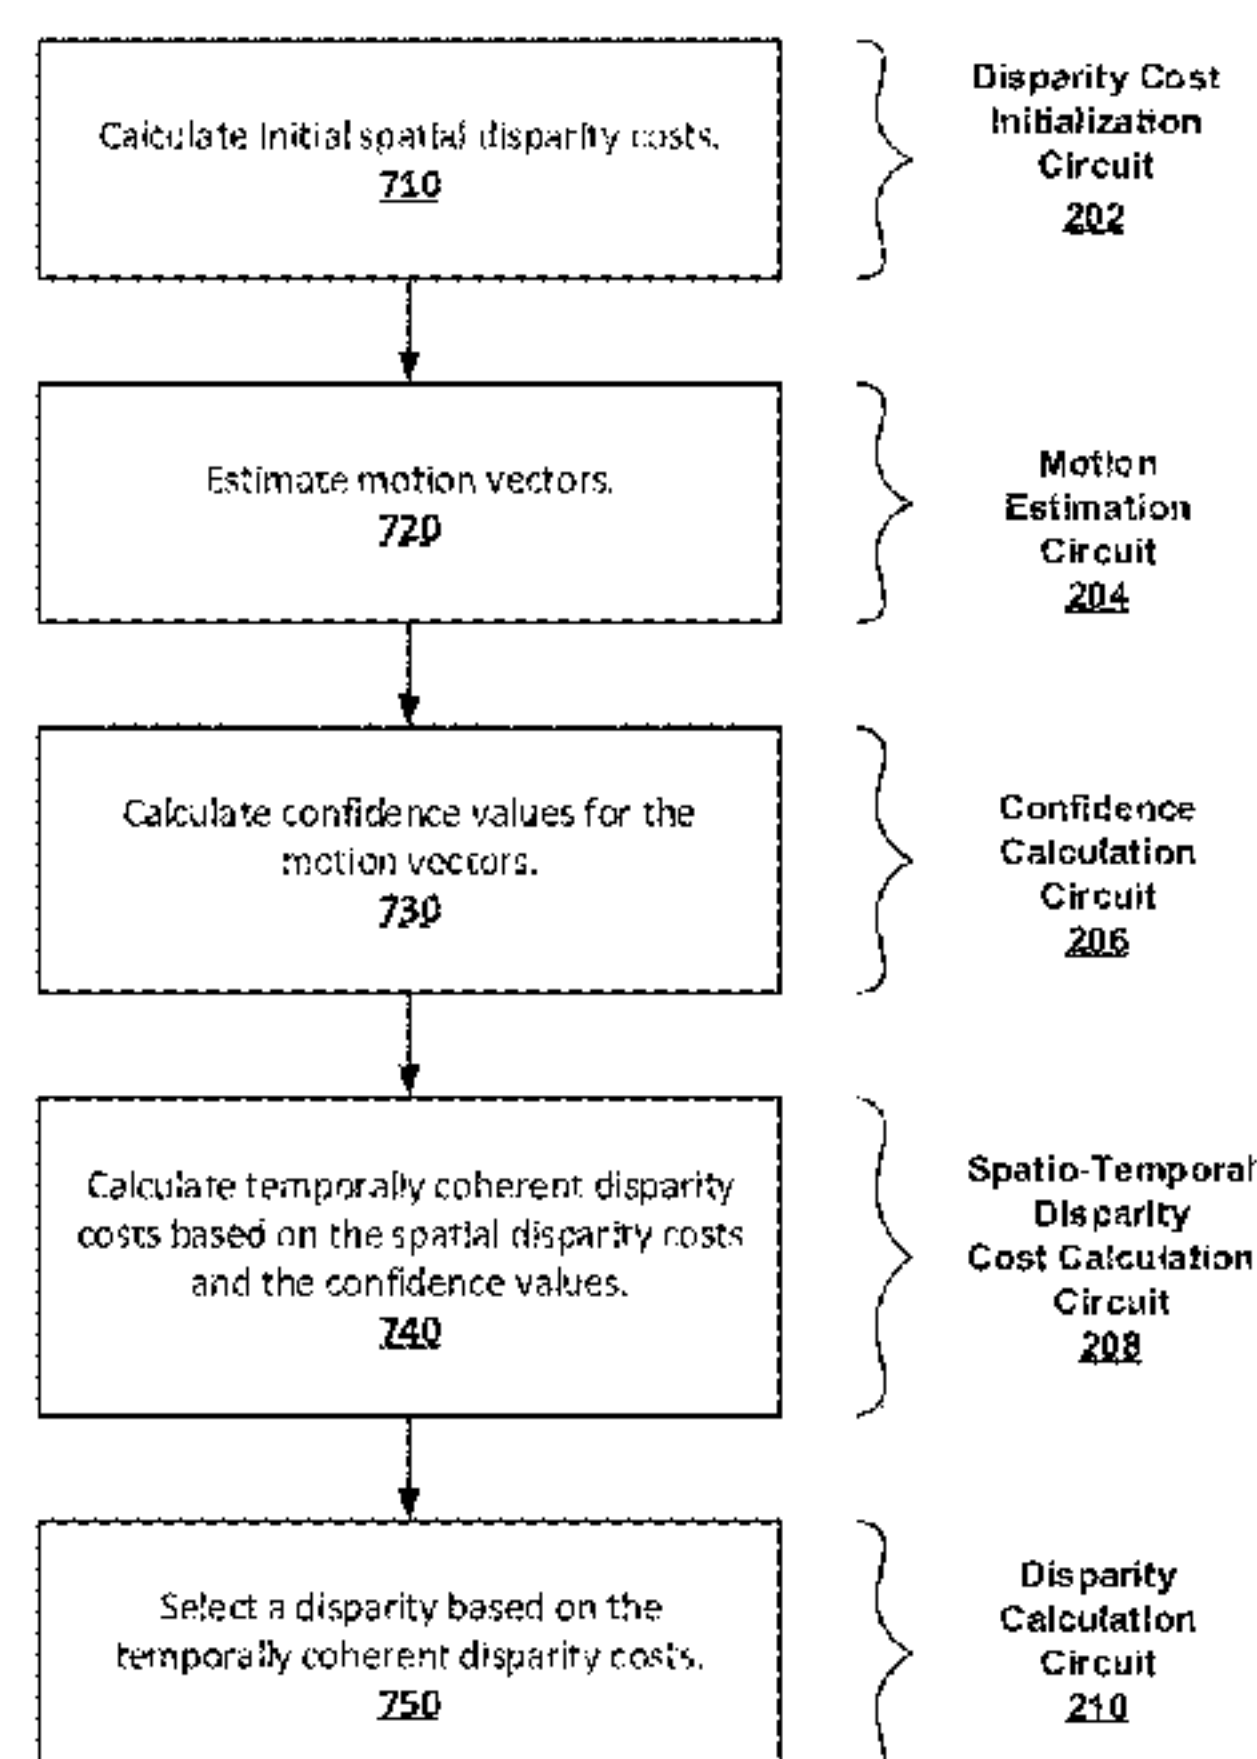 Calculate initial spatial disparity costs.
710
Disparity Cost
Initialization
Circuit
202
Estimate motion vectors.
720
Motion
Estimation
Circuit
204
Calculate confidence values for the
motion vectors.
730
Confidence
Calculation
Circuit
206
Calculate temporally coherent disparity
costs based on the spatial disparity costs
and the confidence values.
740
Spatio-Temporal
Disparity
Cost Calculation
Circuit
208
Select a disparity based on the
temporally coherent disparity costs.
750
Disparity
Calculation
Circuit
210